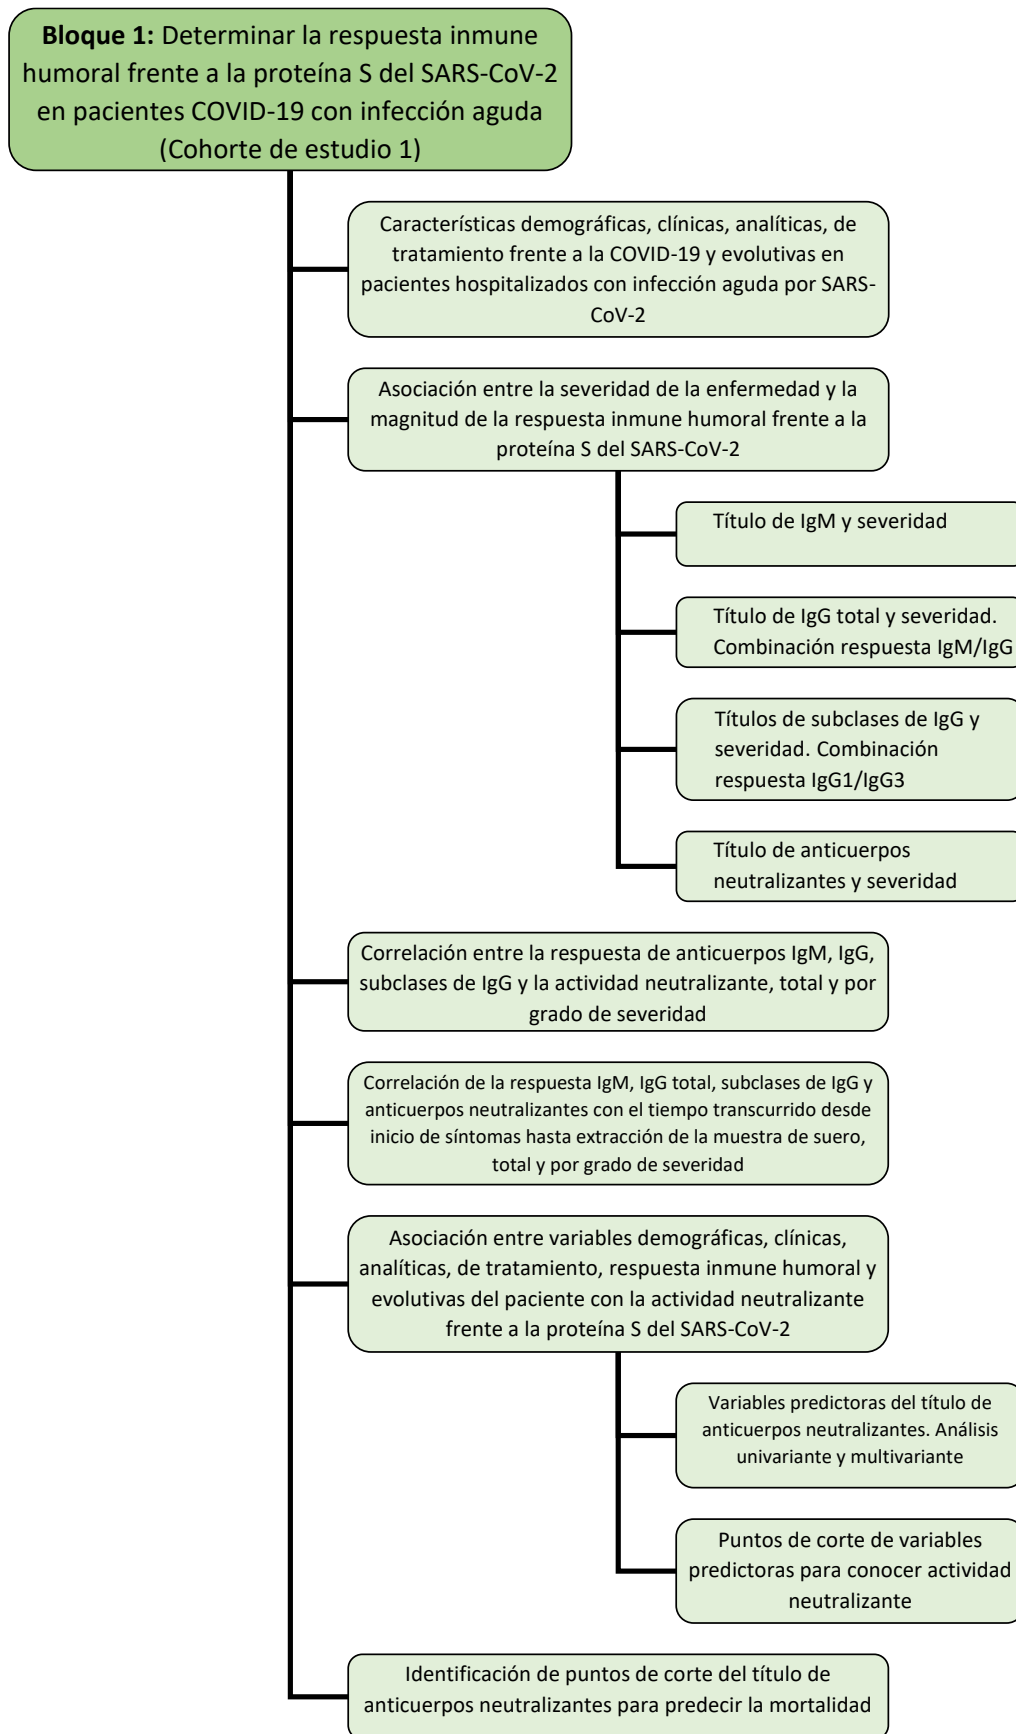 Bloque 1: Determinar la respuesta inmune
humoral frente a la proteína S del SARS-CoV-2
en pacientes COVID-19 con infección aguda
(Cohorte de estudio 1)
Características demográficas, clínicas, analíticas, de
tratamiento frente a la COVID-19 y evolutivas en
pacientes hospitalizados con infección aguda por SARS-
CoV-2
Asociación entre la severidad de la enfermedad y la
magnitud de la respuesta inmune humoral frente a la
proteína S del SARS-CoV-2
Título de IgM y severidad
Título de IgG total y severidad.
Combinación respuesta IgM/IgG
Títulos de subclases de IgG y
severidad. Combinación
respuesta IgG1/IgG3
Título de anticuerpos
neutralizantes y severidad
Correlación entre la respuesta de anticuerpos IgM, IgG,
subclases de IgG y la actividad neutralizante, total y por
grado de severidad
Correlación de la respuesta IgM, IgG total, subclases de IgG y
anticuerpos neutralizantes con el tiempo transcurrido desde
inicio de síntomas hasta extracción de la muestra de suero,
total y por grado de severidad
Asociación entre variables demográficas, clínicas,
analíticas, de tratamiento, respuesta inmune humoral y
evolutivas del paciente con la actividad neutralizante
frente a la proteína S del SARS-CoV-2
Variables predictoras del título de
anticuerpos neutralizantes. Análisis
univariante y multivariante
Puntos de corte de variables
predictoras para conocer actividad
neutralizante
Identificación de puntos de corte del título de
anticuerpos neutralizantes para predecir la mortalidad